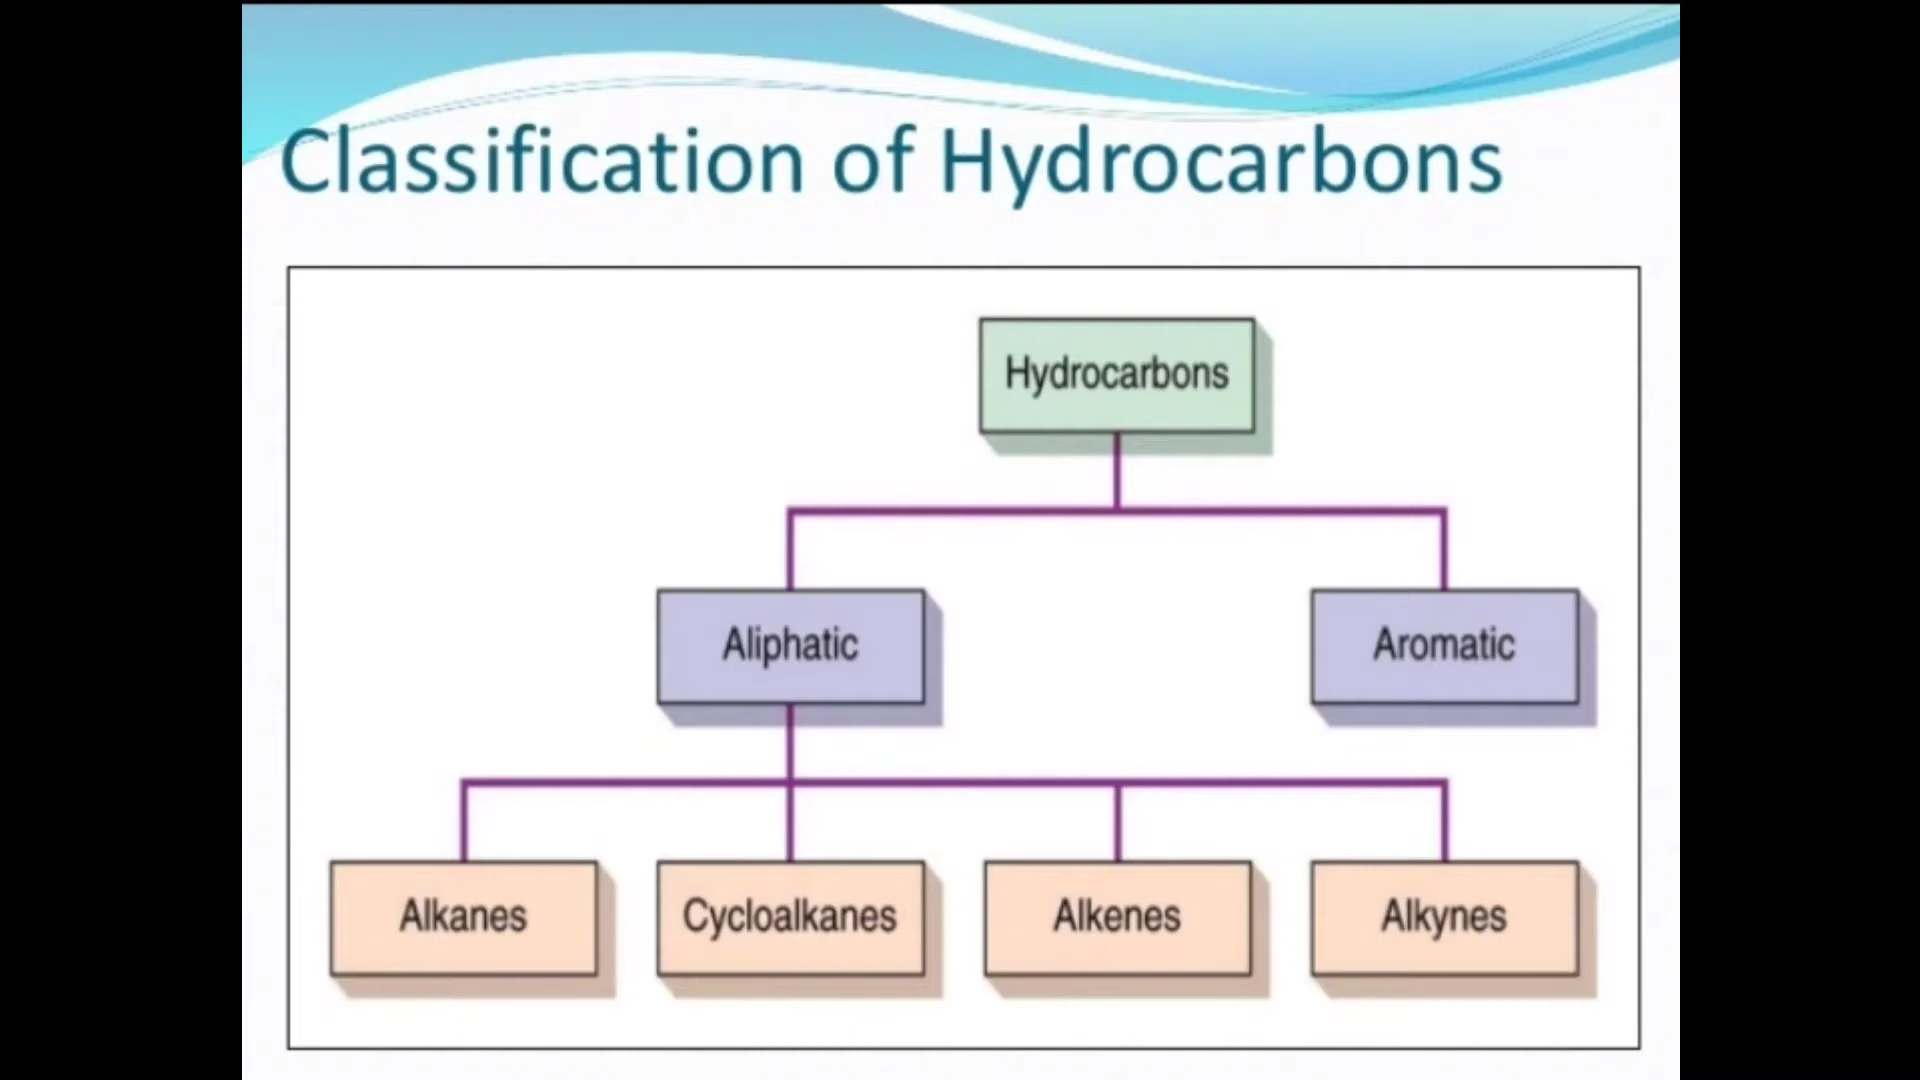 Classification of Hydrocarbons
Hydrocarbons
Aliphatic
Aromatic
Alkanes
Cycloalkanes
Alkenes
Alkynes